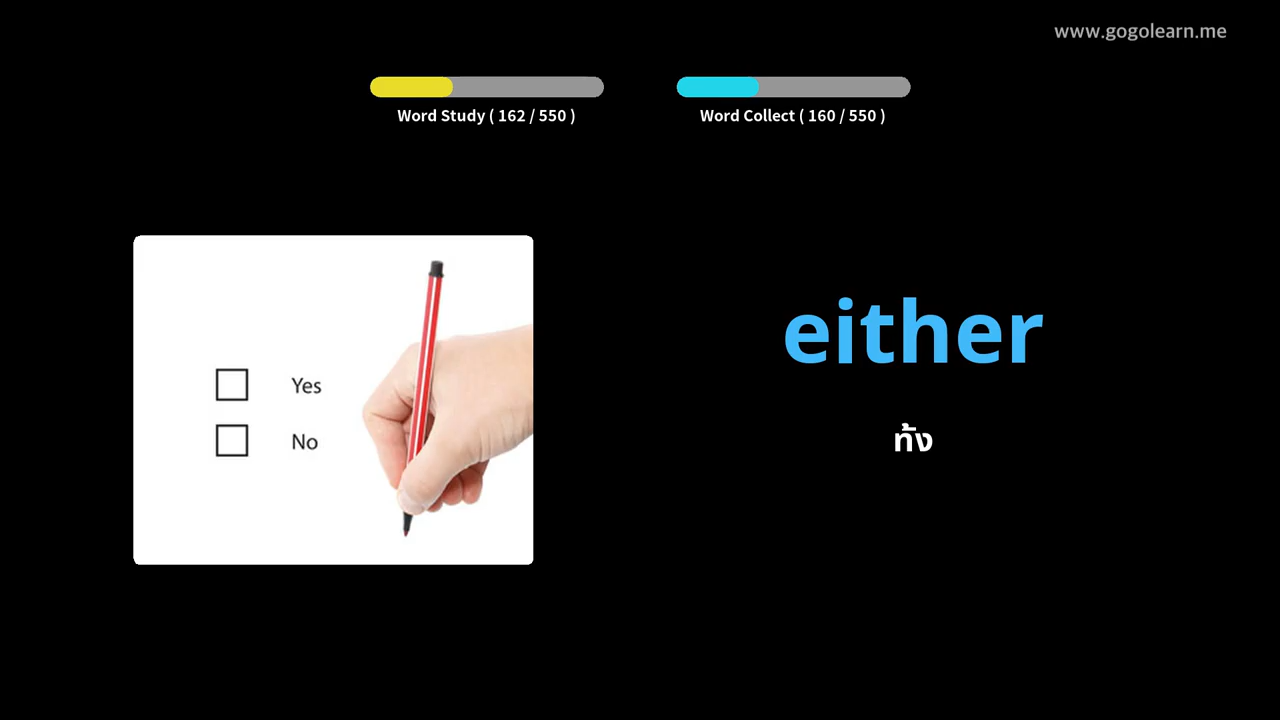 www.gogolearn.me
Word Study ( 162 / 550 )
Word Collect ( 160 / 550 )
Yes
No
either
ทั้ง